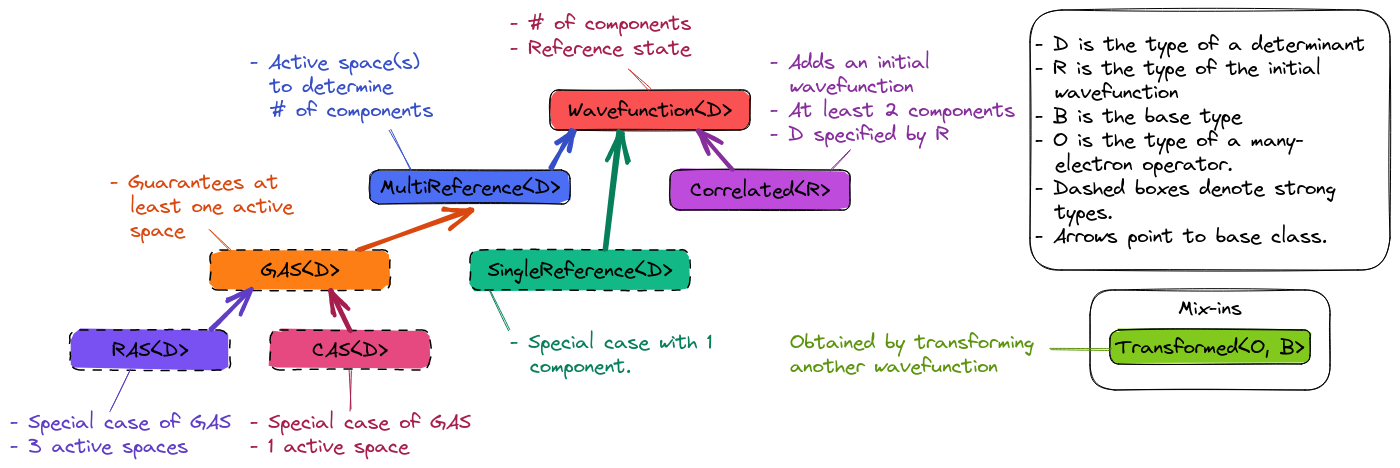 - # of components
- Reference state
- Active space(s)
to determine
# of components
- Adds an initial
wavefunction
- At least 2 components
- D specified by R
Wavefunction<D>
MultiReference<D>
Correlated<R>
- Guarantees at
least one active
space
GAS<D>
SingleReference<D>
RAS<D>
CAS<D>
- Special case with 1
component.
- Special case of GAS
- 3 active spaces
- Special case of GAS
- 1 active space
- D is the type of a determinant
- R is the type of the initial
wavefunction
- B is the base type
- O is the type of a many-
electron operator.
- Dashed boxes denote strong
types.
- Arrows point to base class.
Mix-ins
Transformed<O, B>
Obtained by transforming
another wavefunction